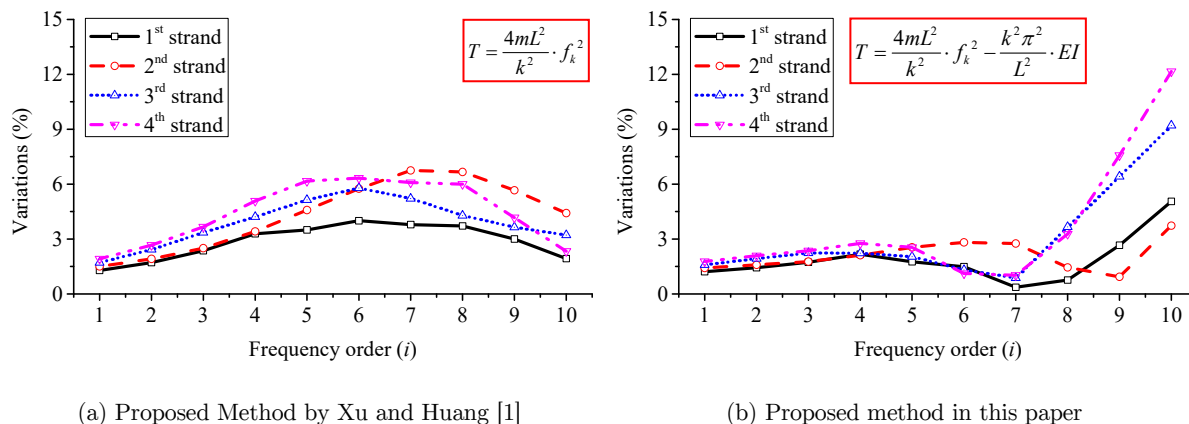 15
12
9
6
3
0
Variations (%)
1st strand
2nd strand
3rd strand
4th strand
T = 4mL²/k² · f_k²
1 2 3 4 5 6 7 8 9 10
Frequency order (i)
(a) Proposed Method by Xu and Huang [1]
15
12
9
6
3
0
Variations (%)
1st strand
2nd strand
3rd strand
4th strand
T = 4mL²/k² · f_k² − k²π²/L² · EI
1 2 3 4 5 6 7 8 9 10
Frequency order (i)
(b) Proposed method in this paper